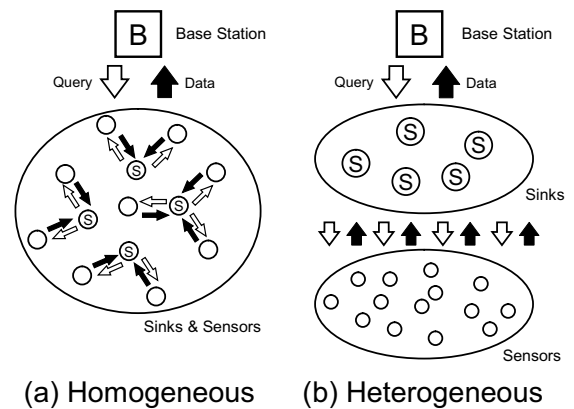 B Base Station
Query Data
S
S
S
S
Sinks & Sensors
(a) Homogeneous
B Base Station
Query Data
S
S
S
S
S
Sinks
Sensors
(b) Heterogeneous